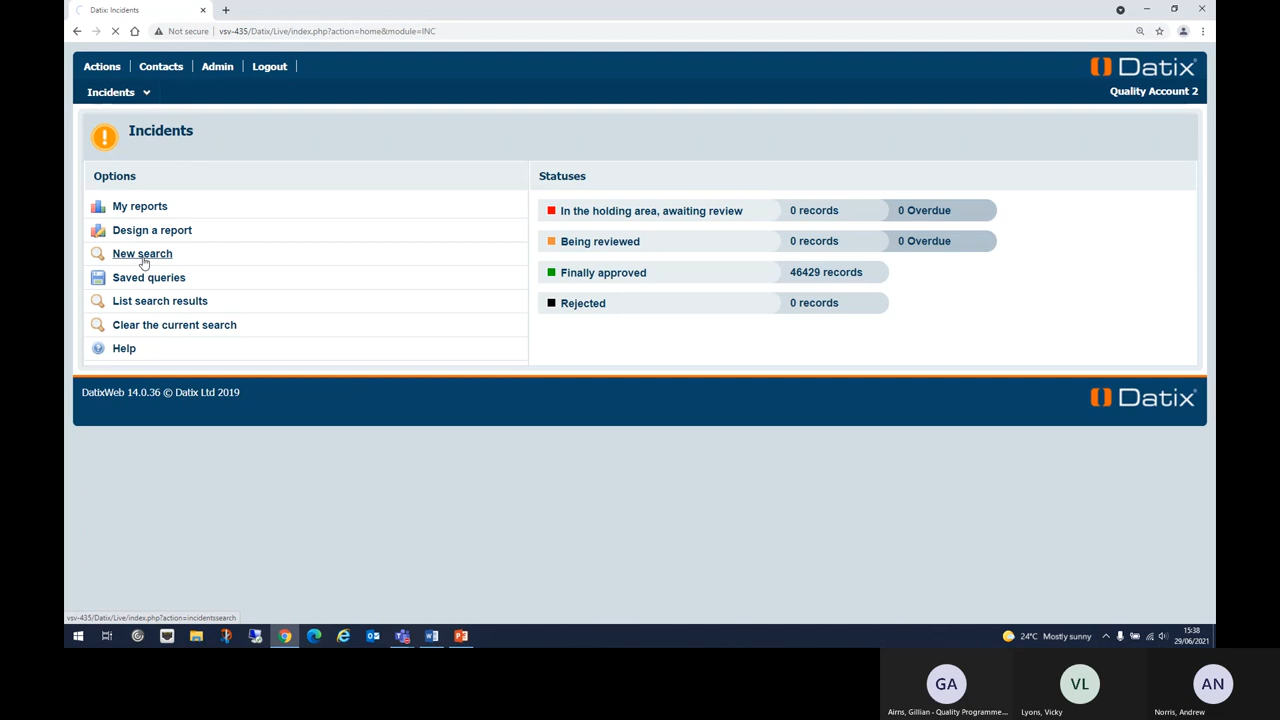 Datix: Incidents
Not secure
vsv-435/Datix/Live/index.php?action=home&module=INC
Actions Contacts Admin Logout
Datix
Incidents
Quality Account 2
Incidents
Options
Statuses
My reports
In the holding area, awaiting review 0 records 0 Overdue
Design a report
Being reviewed 0 records 0 Overdue
New search
Finally approved 46429 records
Saved queries
List search results
Rejected 0 records
Clear the current search
Help
DatixWeb 14.0.36 © Datix Ltd 2019
Datix
vsv-435/Datix/Live/index.php?action=incidentssearch
24°C Mostly sunny
15:38
29/06/2021
GA VL AN
Airns, Gillian - Quality Programme... Lyons, Vicky Norris, Andrew